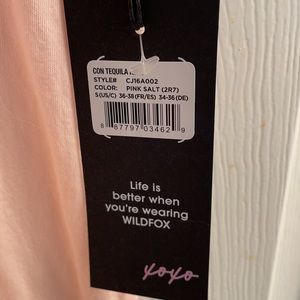 CON TEQUILA
STYLE# CJ16A002
COLOR: PINK SALT (2R7)
S(US/C) 36-38(FR/ES) 34-36(DE)
8 87797 03462 9
Life is
better when
you're wearing
WILDFOX
xoxo